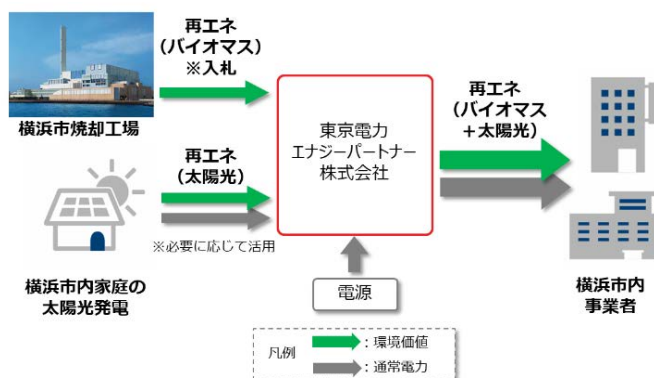 再エネ
（バイオマス）
※入札
横浜市焼却工場
再エネ
（太陽光）
※必要に応じて活用
横浜市内家庭の
太陽光発電
東京電力
エナジーパートナー
株式会社
電源
再エネ
（バイオマス
＋太陽光）
横浜市内
事業者
凡例
：環境価値
：通常電力